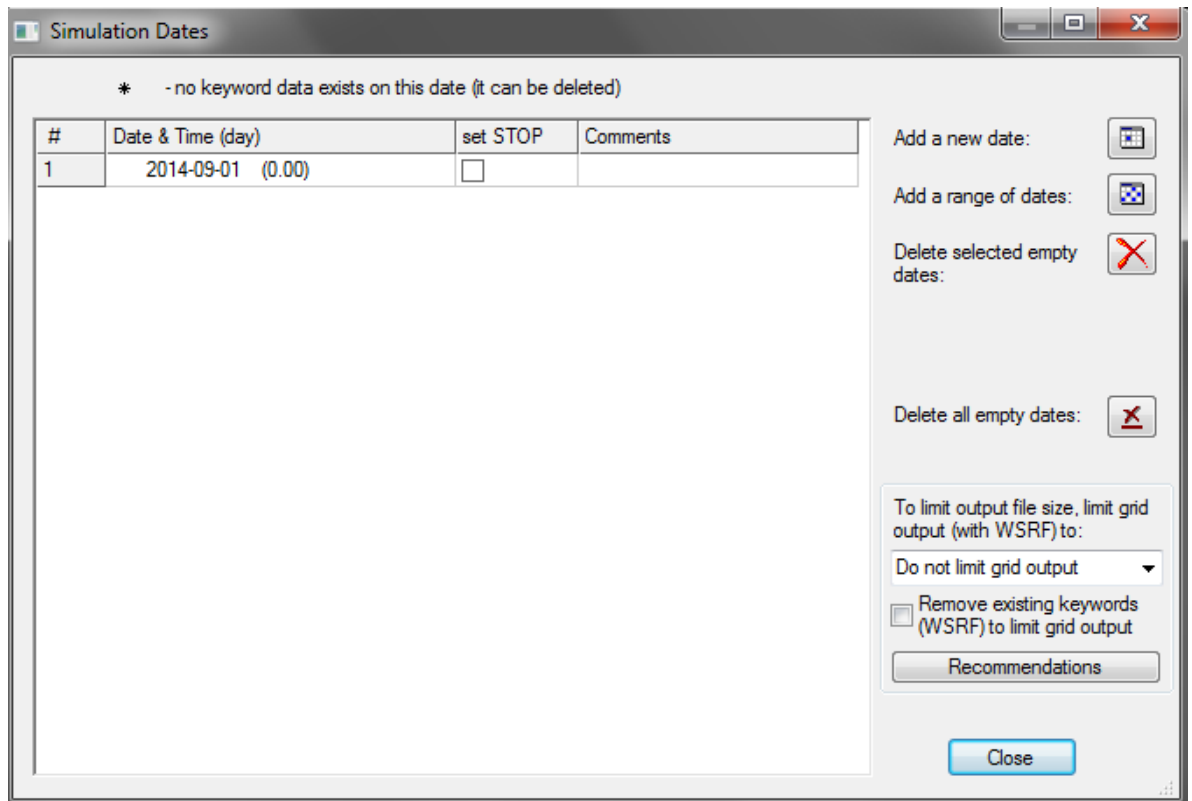 Simulation Dates
* - no keyword data exists on this date (it can be deleted)
# Date & Time (day) set STOP Comments
1 2014-09-01 (0.00)
Add a new date:
Add a range of dates:
Delete selected empty
dates:
Delete all empty dates:
To limit output file size, limit grid
output (with WSRF) to:
Do not limit grid output
Remove existing keywords
(WSRF) to limit grid output
Recommendations
Close